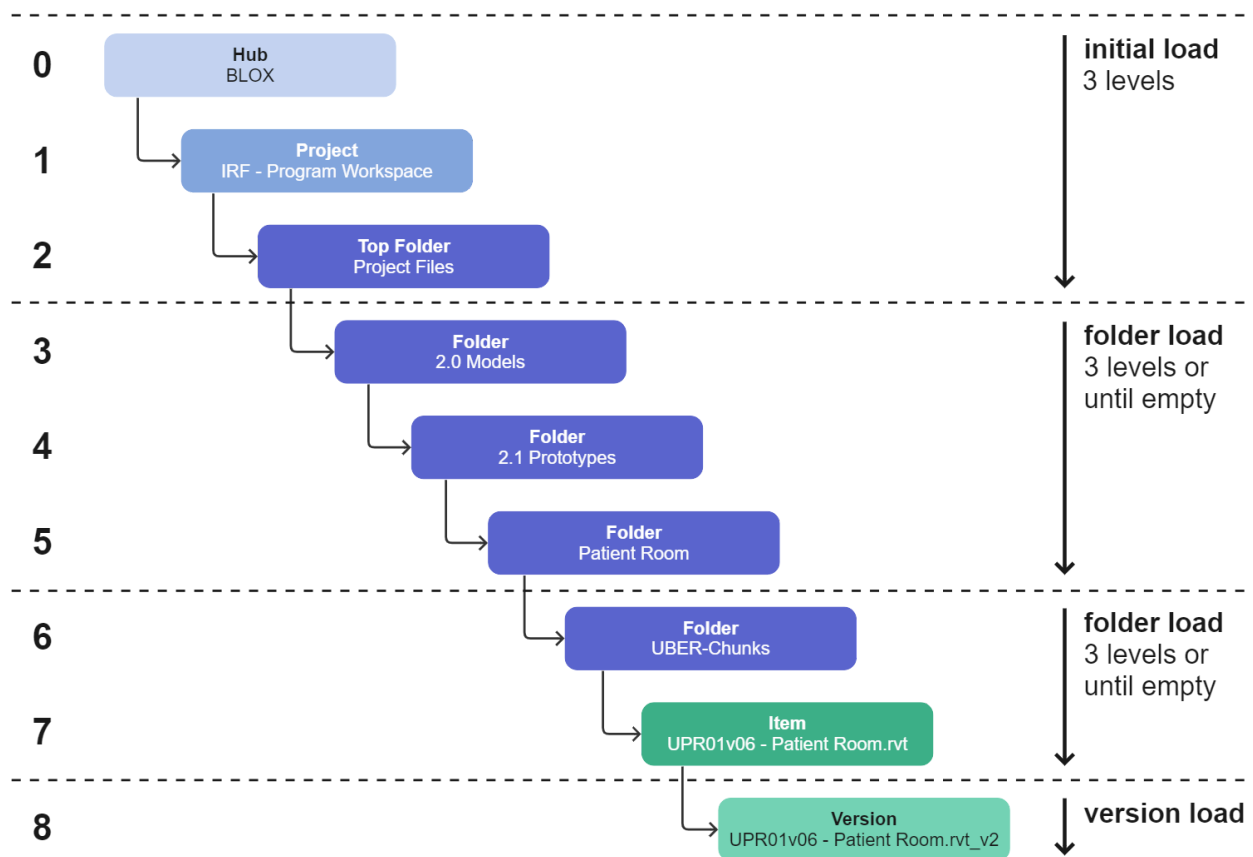 0
Hub
BLOX
initial load
3 levels
1
Project
IRF - Program Workspace
2
Top Folder
Project Files
3
Folder
2.0 Models
folder load
3 levels or
until empty
4
Folder
2.1 Prototypes
5
Folder
Patient Room
6
Folder
UBER-Chunks
folder load
3 levels or
until empty
7
Item
UPR01v06 - Patient Room.rvt
8
Version
UPR01v06 - Patient Room.rvt_v2
version load